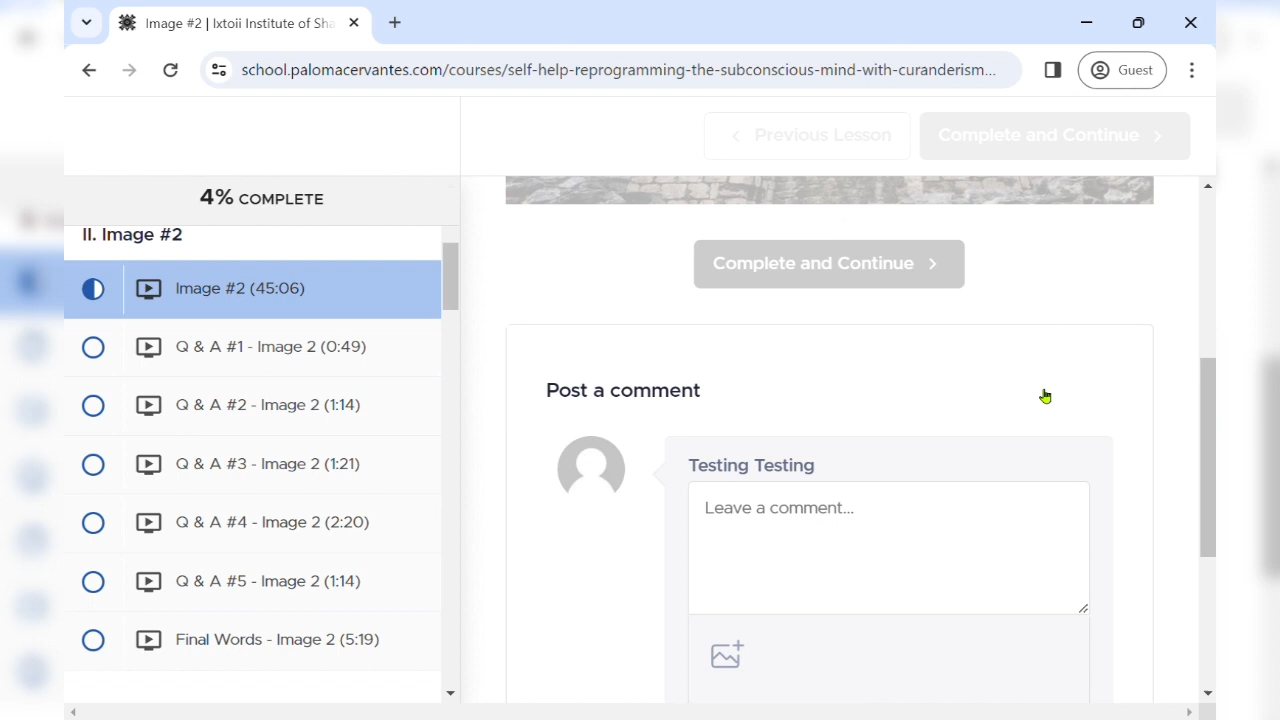 Image #2 | Ixtoii Institute of Sha
school.palomacervantes.com/courses/self-help-reprogramming-the-subconscious-mind-with-curanderism...
Guest
Previous Lesson
Complete and Continue
4% COMPLETE
II. Image #2
Image #2 (45:06)
Q & A #1 - Image 2 (0:49)
Q & A #2 - Image 2 (1:14)
Q & A #3 - Image 2 (1:21)
Q & A #4 - Image 2 (2:20)
Q & A #5 - Image 2 (1:14)
Final Words - Image 2 (5:19)
Complete and Continue
Post a comment
Testing Testing
Leave a comment...